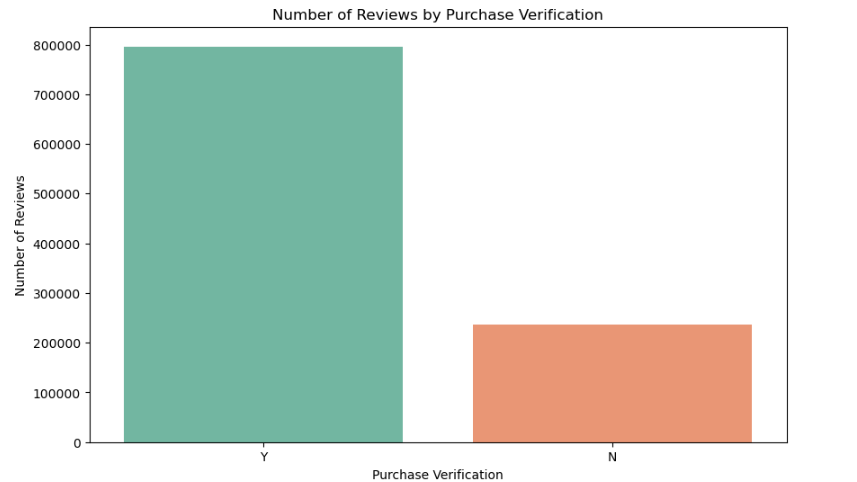 Number of Reviews by Purchase Verification
800000
700000
600000
500000
400000
300000
200000
100000
0
Number of Reviews
Y
N
Purchase Verification